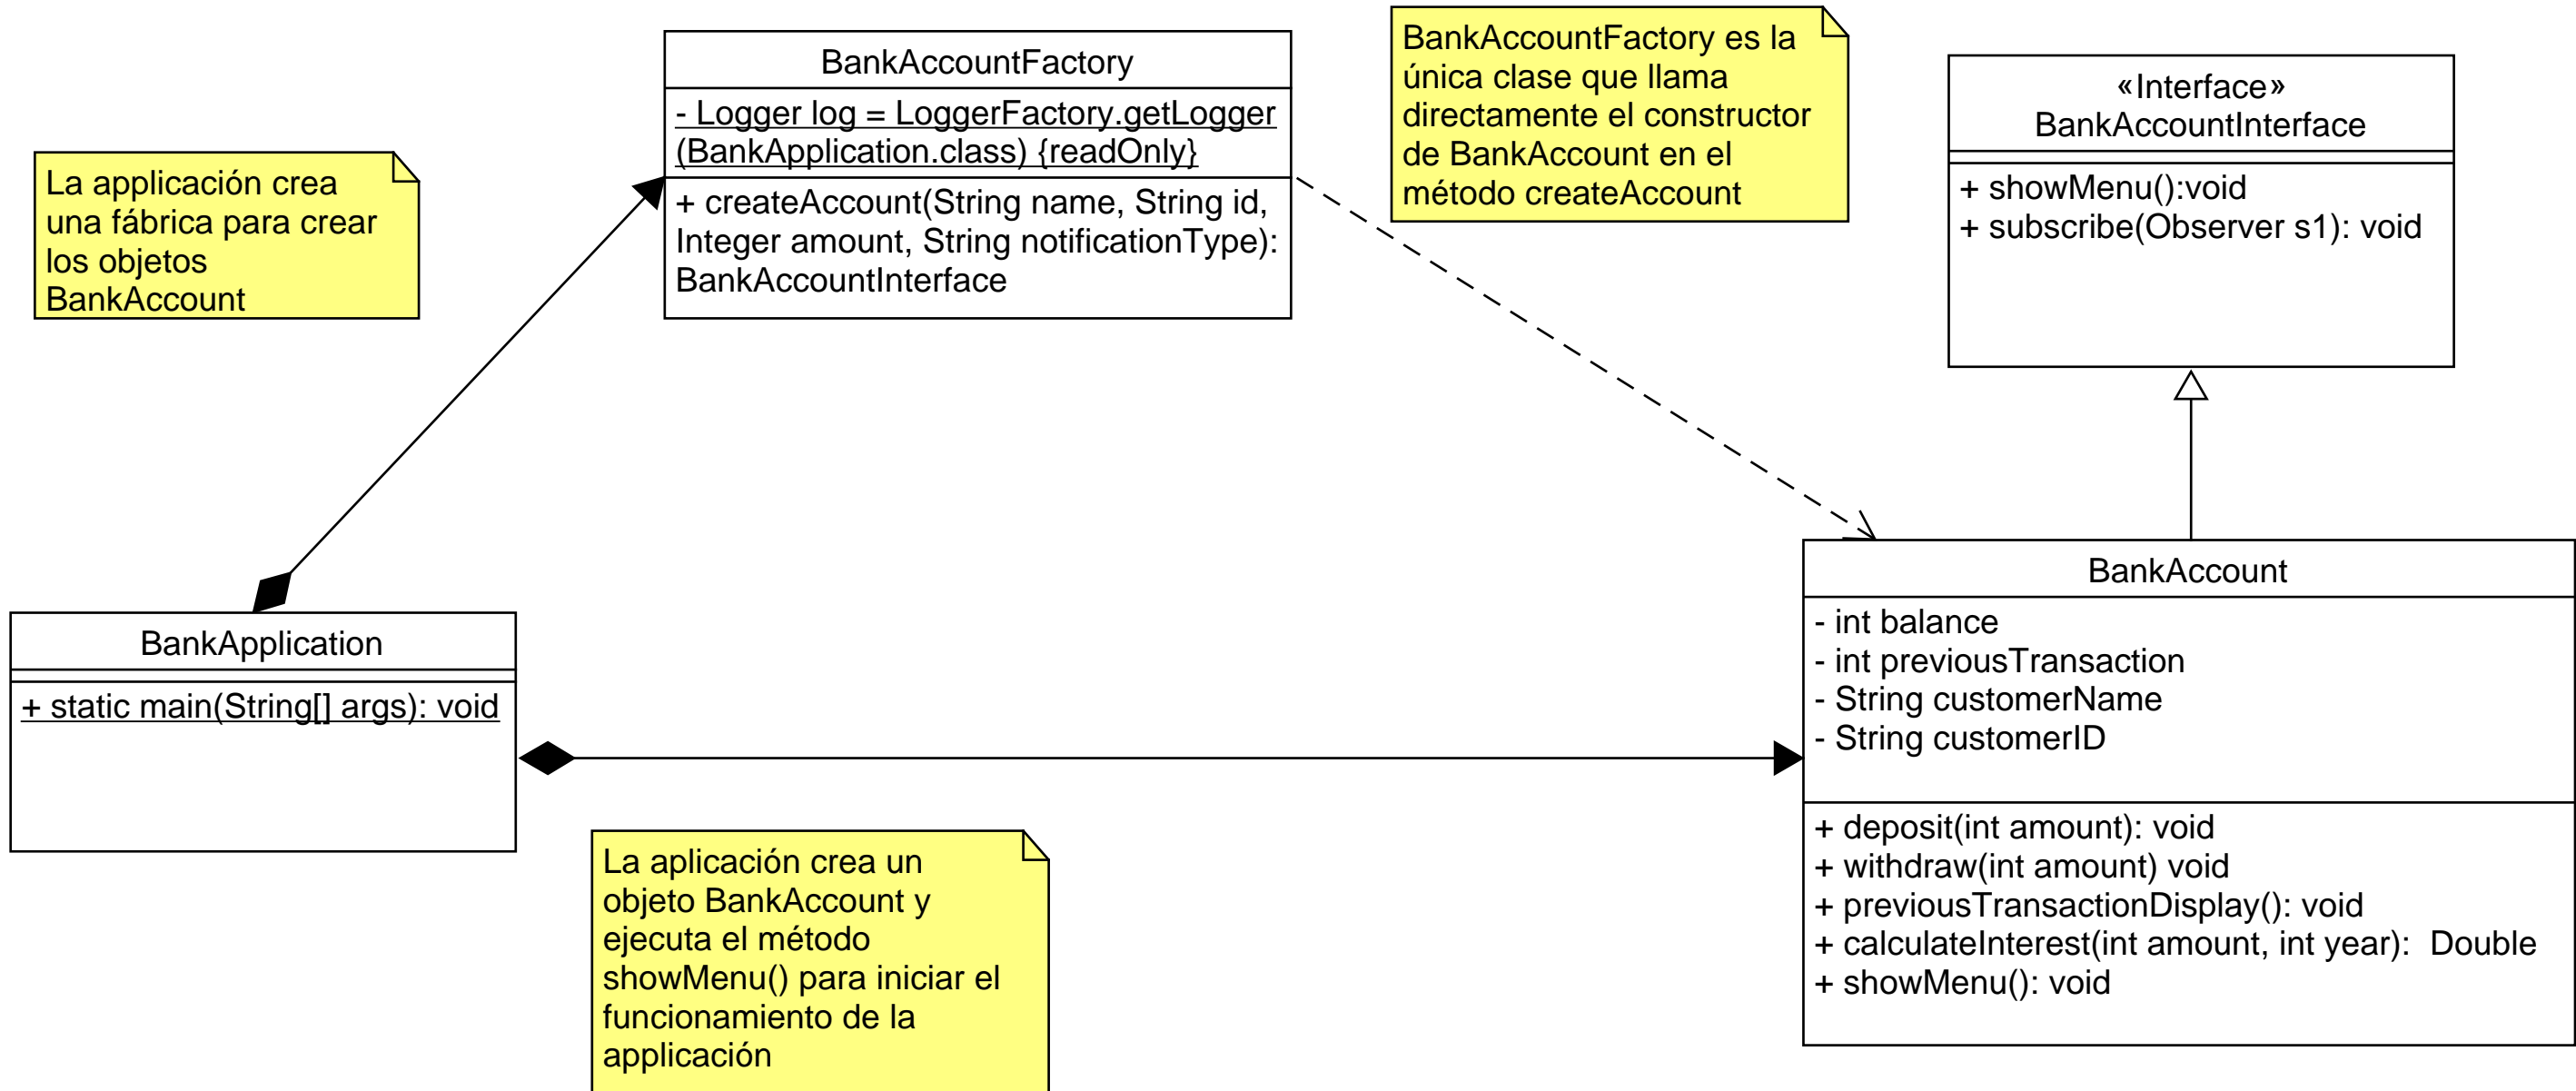 BankAccountFactory
- Logger log = LoggerFactory.getLogger
(BankApplication.class) {readOnly}
+ createAccount(String name, String id,
Integer amount, String notificationType):
BankAccountInterface
BankAccountFactory es la
única clase que llama
directamente el constructor
de BankAccount en el
método createAccount
«Interface»
BankAccountInterface
+ showMenu():void
+ subscribe(Observer s1): void
La applicación crea
una fábrica para crear
los objetos
BankAccount
BankApplication
+ static main(String[] args): void
BankAccount
- int balance
- int previousTransaction
- String customerName
- String customerID
+ deposit(int amount): void
+ withdraw(int amount) void
+ previousTransactionDisplay(): void
+ calculateInterest(int amount, int year):  Double
+ showMenu(): void
La aplicación crea un
objeto BankAccount y
ejecuta el método
showMenu() para iniciar el
funcionamiento de la
applicación